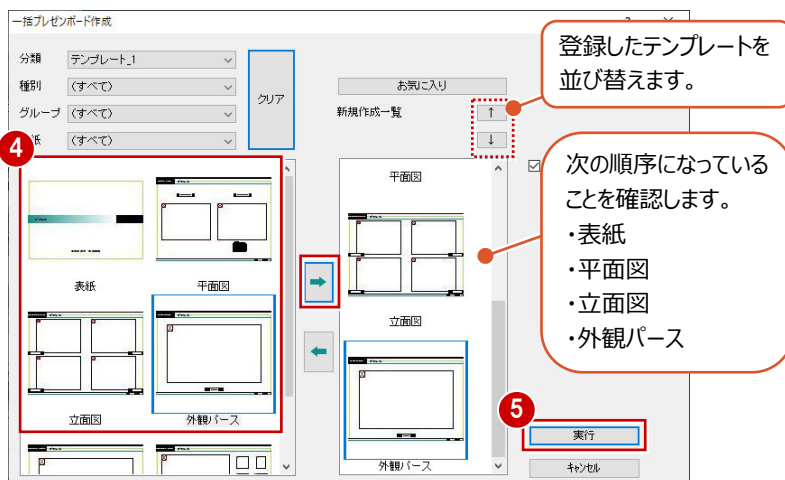 一括プレゼンボード作成
分類
テンプレート_1
種別
(すべて)
グループ
(すべて)
(すべて)
クリア
お気に入り
新規作成一覧
↑
↓
登録したテンプレートを
並び替えます。
4
表紙
平面図
立面図
外観パース
平面図
立面図
外観パース
次の順序になっている
ことを確認します。
・表紙
・平面図
・立面図
・外観パース
5
実行
キャンセル